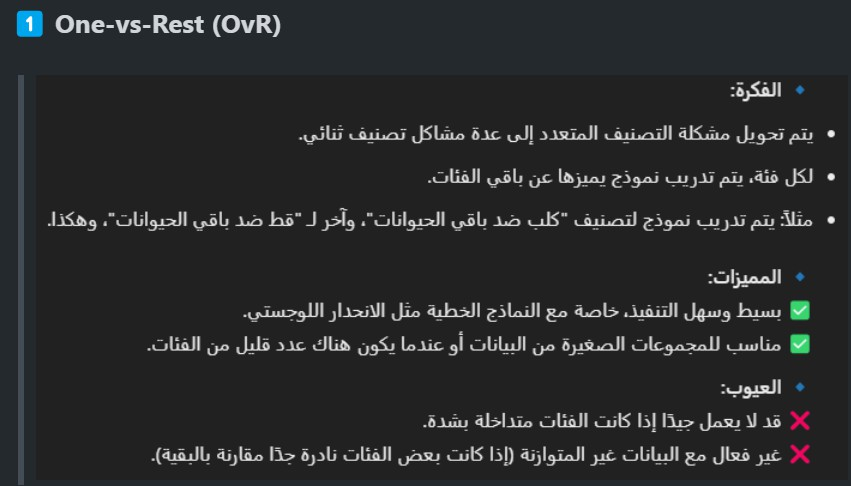 1 One-vs-Rest (OvR)
الفكرة:
يتم تحويل مشكلة التصنيف المتعدد إلى عدة مشاكل تصنيف ثنائي.
لكل فئة، يتم تدريب نموذج يميزها عن باقي الفئات.
مثلاً: يتم تدريب نموذج لتصنيف "كلب ضد باقي الحيوانات"، وآخر لـ "قط ضد باقي الحيوانات"، وهكذا.
المميزات:
بسيط وسهل التنفيذ، خاصة مع النماذج الخطية مثل الانحدار اللوجستي.
مناسب للمجموعات الصغيرة من البيانات أو عندما يكون هناك عدد قليل من الفئات.
العيوب:
قد لا يعمل جيدًا إذا كانت الفئات متداخلة بشدة.
غير فعال مع البيانات غير المتوازنة (إذا كانت بعض الفئات نادرة جدًا مقارنة بالبقية).